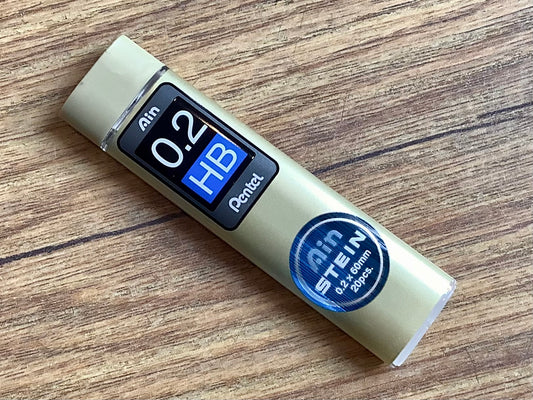 Ain
0.2
HB
Pentel
Ain
STEIN
0.2 × 60mm
20pcs.